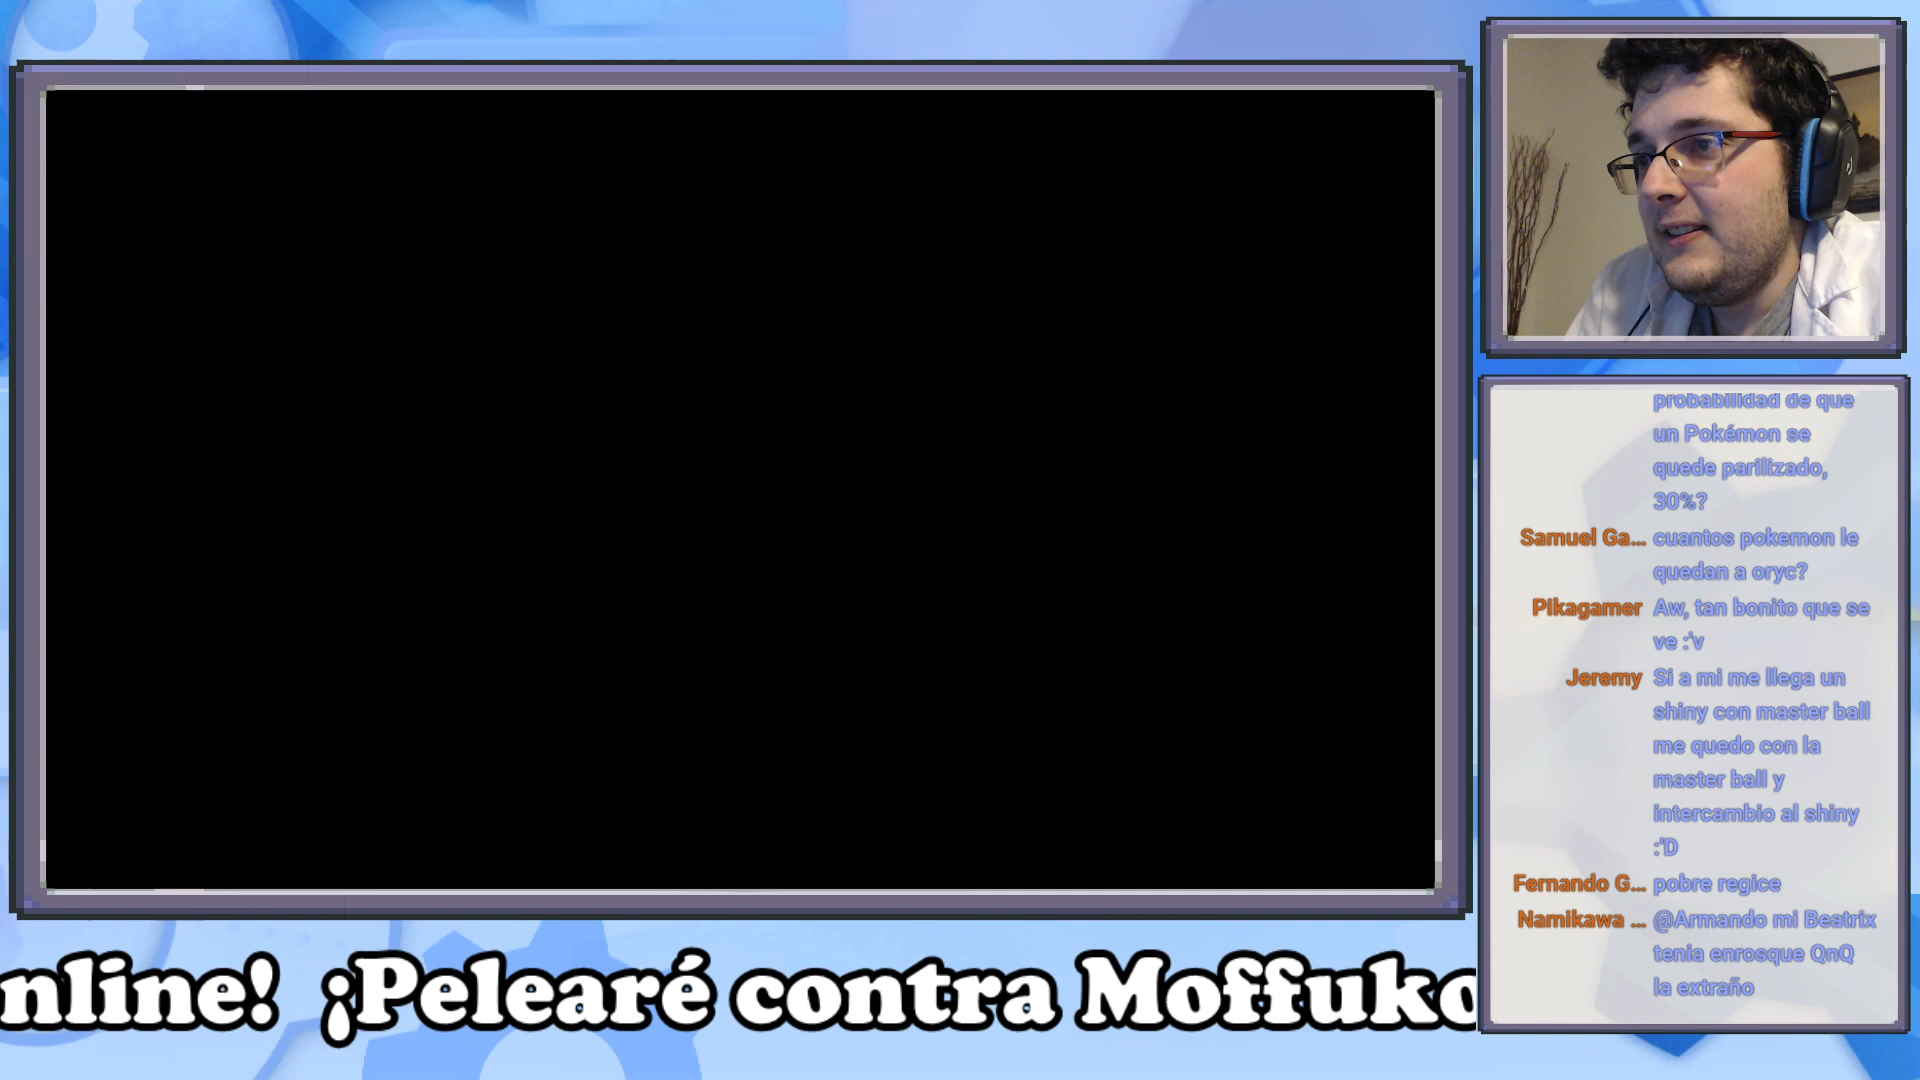 probabilidad de que
un Pokémon se
quede parilizado,
30%?
Samuel Ga... cuantos pokemon le
quedan a oryc?
Pikagamer Aw, tan bonito que se
ve :'v
Jeremy Si a mi me llega un
shiny con master ball
me quedo con la
master ball y
intercambio al shiny
:'D
Fernando G... pobre regice
Namikawa ... @Armando mi Beatrix
tenia enrosque QnQ
la extraño
nline! ¡Pelearé contra Moffuko